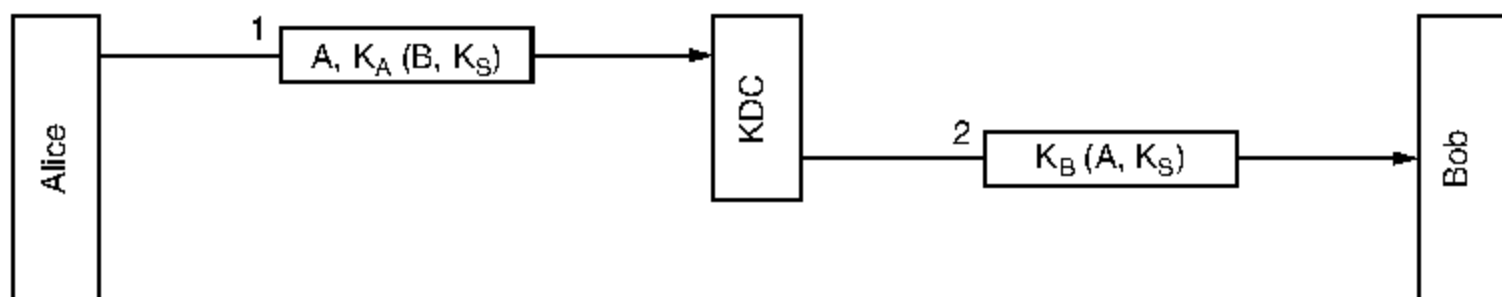 Alice
1
A, K_A (B, K_S)
KDC
2
K_B (A, K_S)
Bob